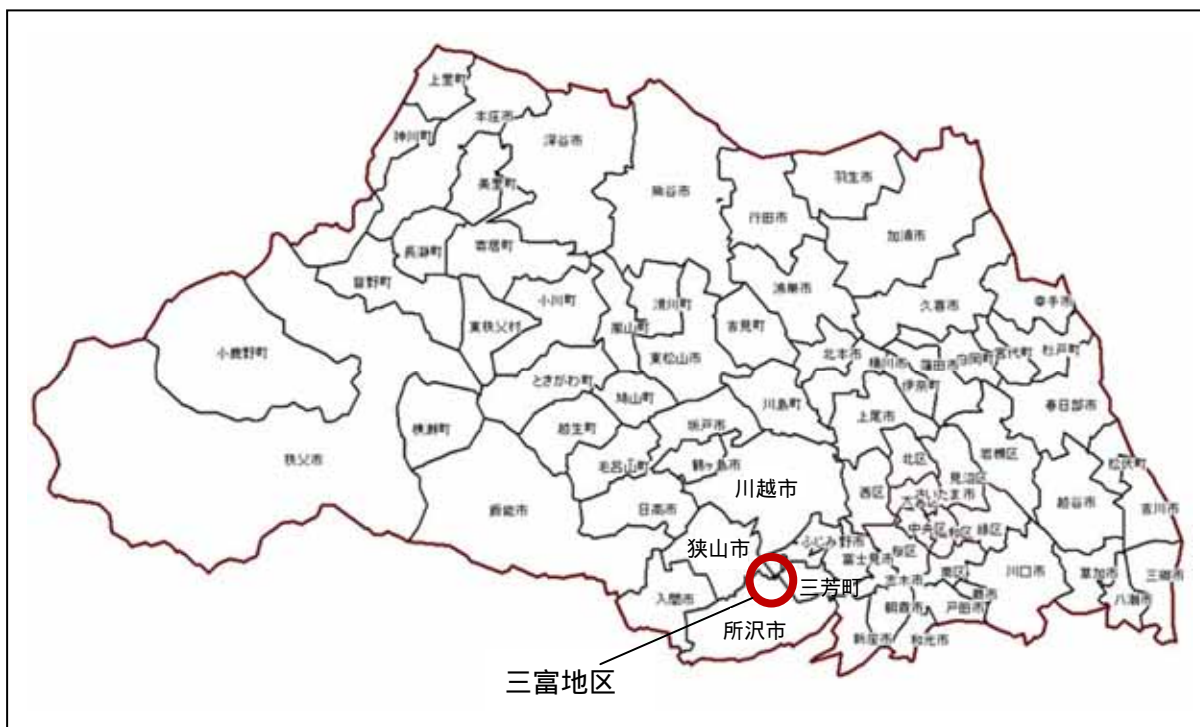 上里町
本庄市
神川町
深谷市
美里町
熊谷市
羽生市
行田市
加須市
長瀞町
寄居町
皆野町
小川町
滑川町
嵐山町
吉見町
鴻巣市
久喜市
幸手市
東秩父村
小鹿野町
東松山市
北本市
桶川市
蓮田市
白岡町
宮代町
杉戸町
伊奈町
ときがわ町
鳩山町
川島町
上尾市
春日部市
横瀬町
越生町
坂戸市
秩父市
毛呂山町
鶴ヶ島市
北区
岩槻区
松伏町
川越市
西区
見沼区
さいたま市
越谷市
吉川市
飯能市
日高市
中央区
緑区
狭山市
ふじみ野市
富士見市
桜区
南区
川口市
草加市
三郷市
入間市
三芳町
志木市
蕨市
戸田市
八潮市
朝霞市
所沢市
新座市
和光市
三富地区